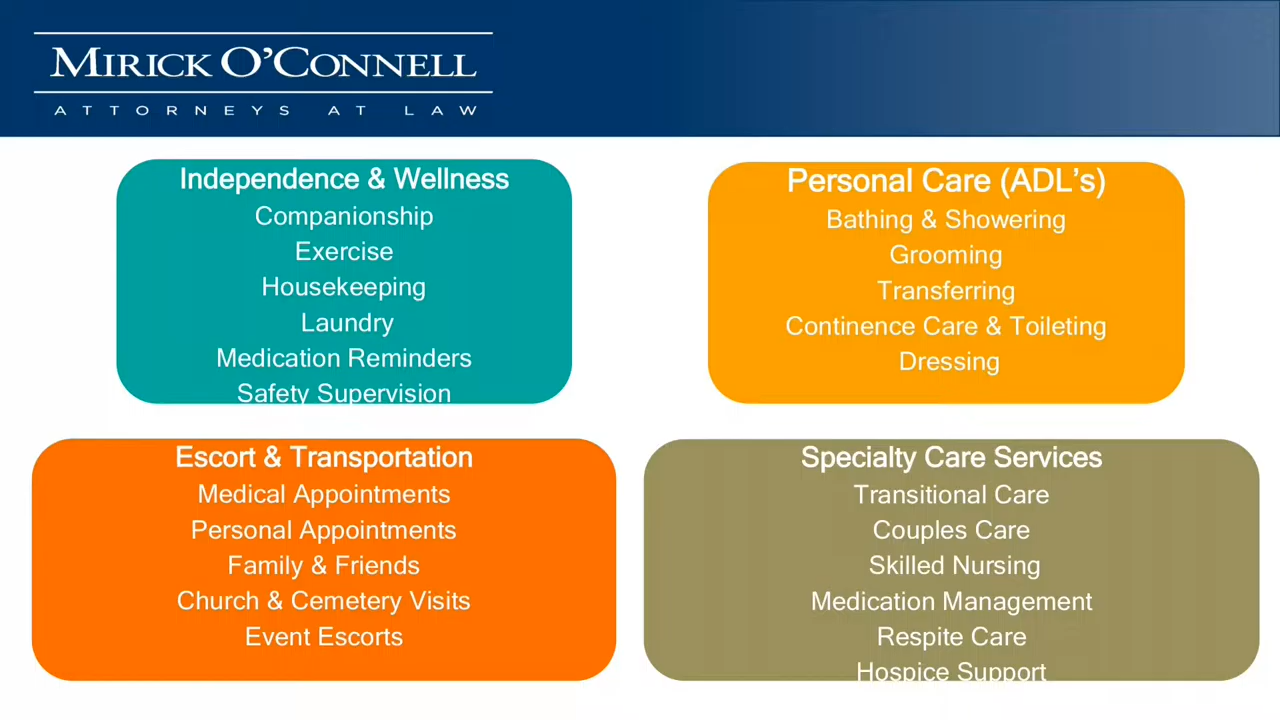 MIRICK O'CONNELL
ATTORNEYS AT LAW
Independence & Wellness
Companionship
Exercise
Housekeeping
Laundry
Medication Reminders
Safety Supervision
Personal Care (ADL’s)
Bathing & Showering
Grooming
Transferring
Continence Care & Toileting
Dressing
Escort & Transportation
Medical Appointments
Personal Appointments
Family & Friends
Church & Cemetery Visits
Event Escorts
Specialty Care Services
Transitional Care
Couples Care
Skilled Nursing
Medication Management
Respite Care
Hospice Support